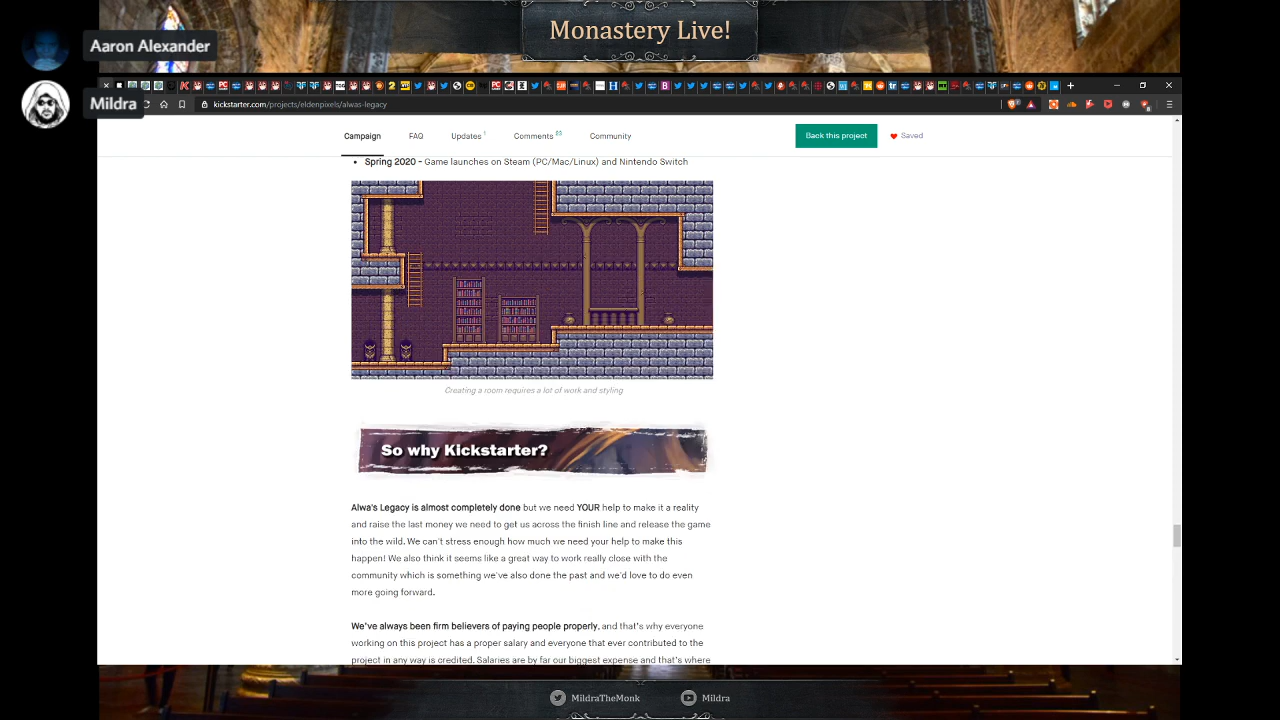 Monastery Live!
Aaron Alexander
Mildra
kickstarter.com/projects/eldenpixels/alwas-legacy
Campaign FAQ Updates 1 Comments Community Back this project Saved
• Spring 2020 - Game launches on Steam (PC/Mac/Linux) and Nintendo Switch
Creating a room requires a lot of work and styling
So why Kickstarter?
Alwa's Legacy is almost completely done but we need YOUR help to make it a reality
and raise the last money we need to get us across the finish line and release the game
into the wild. We can't stress enough how much we need your help to make this
happen! We also think it seems like a great way to work really close with the
community which is something we've also done the past and we'd love to do even
more going forward.
We've always been firm believers of paying people properly, and that's why everyone
working on this project has a proper salary and everyone that ever contributed to the
project in any way is credited. Salaries are by far our biggest expense and that's where
MildraTheMonk Mildra